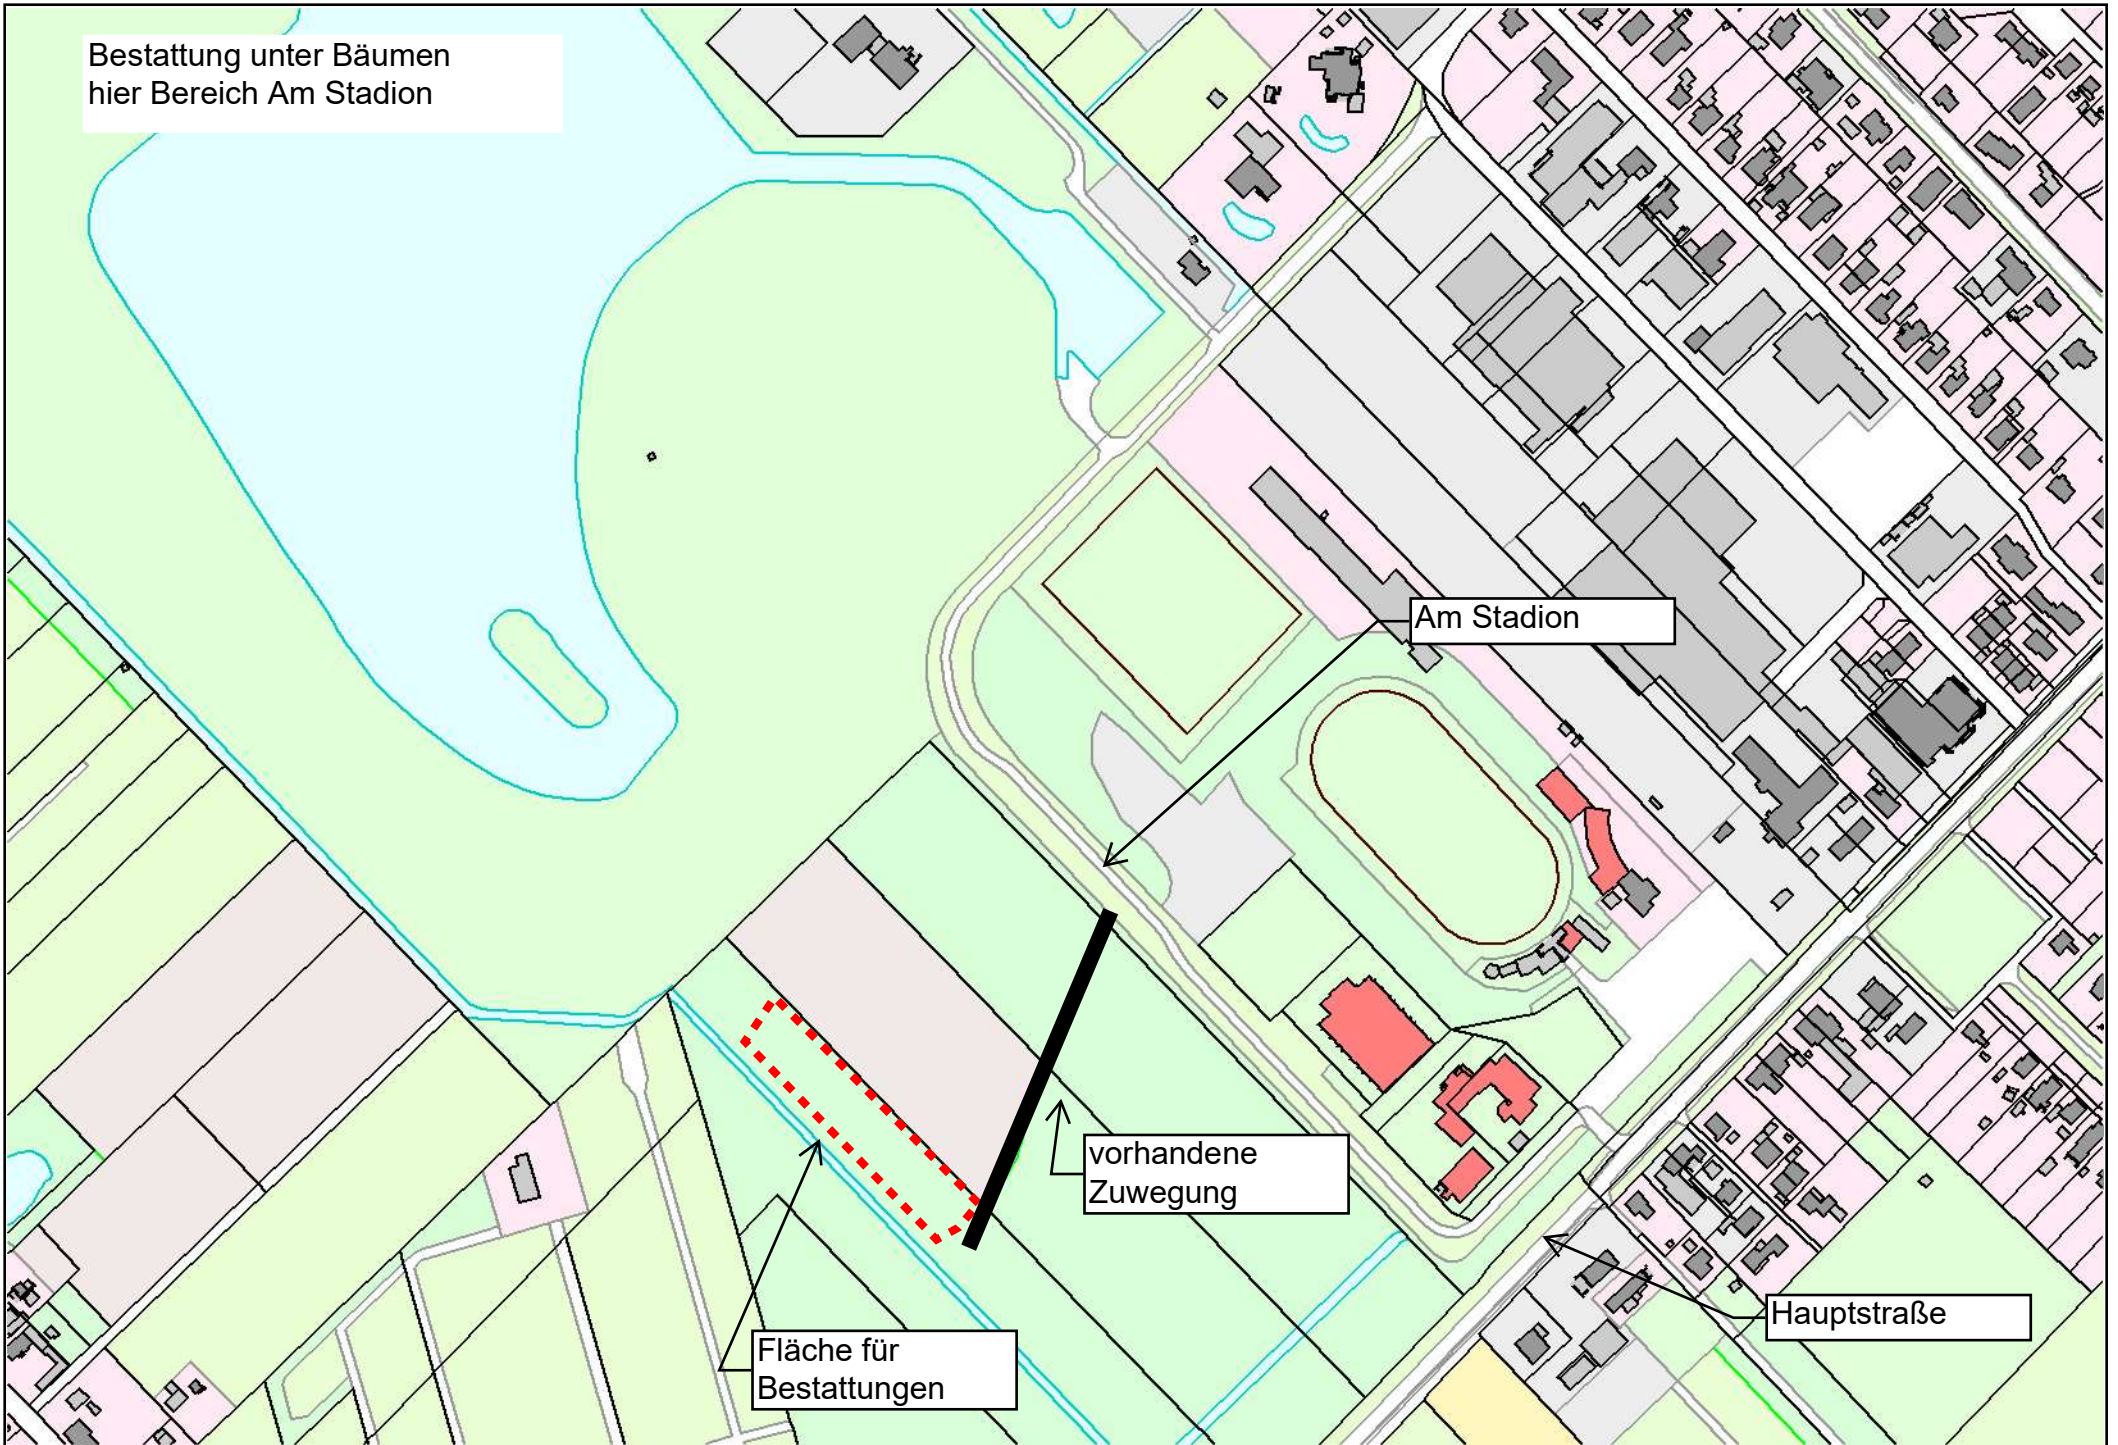 Bestattung unter Bäumen
hier Bereich Am Stadion
Am Stadion
vorhandene
Zuwegung
Hauptstraße
Fläche für
Bestattungen